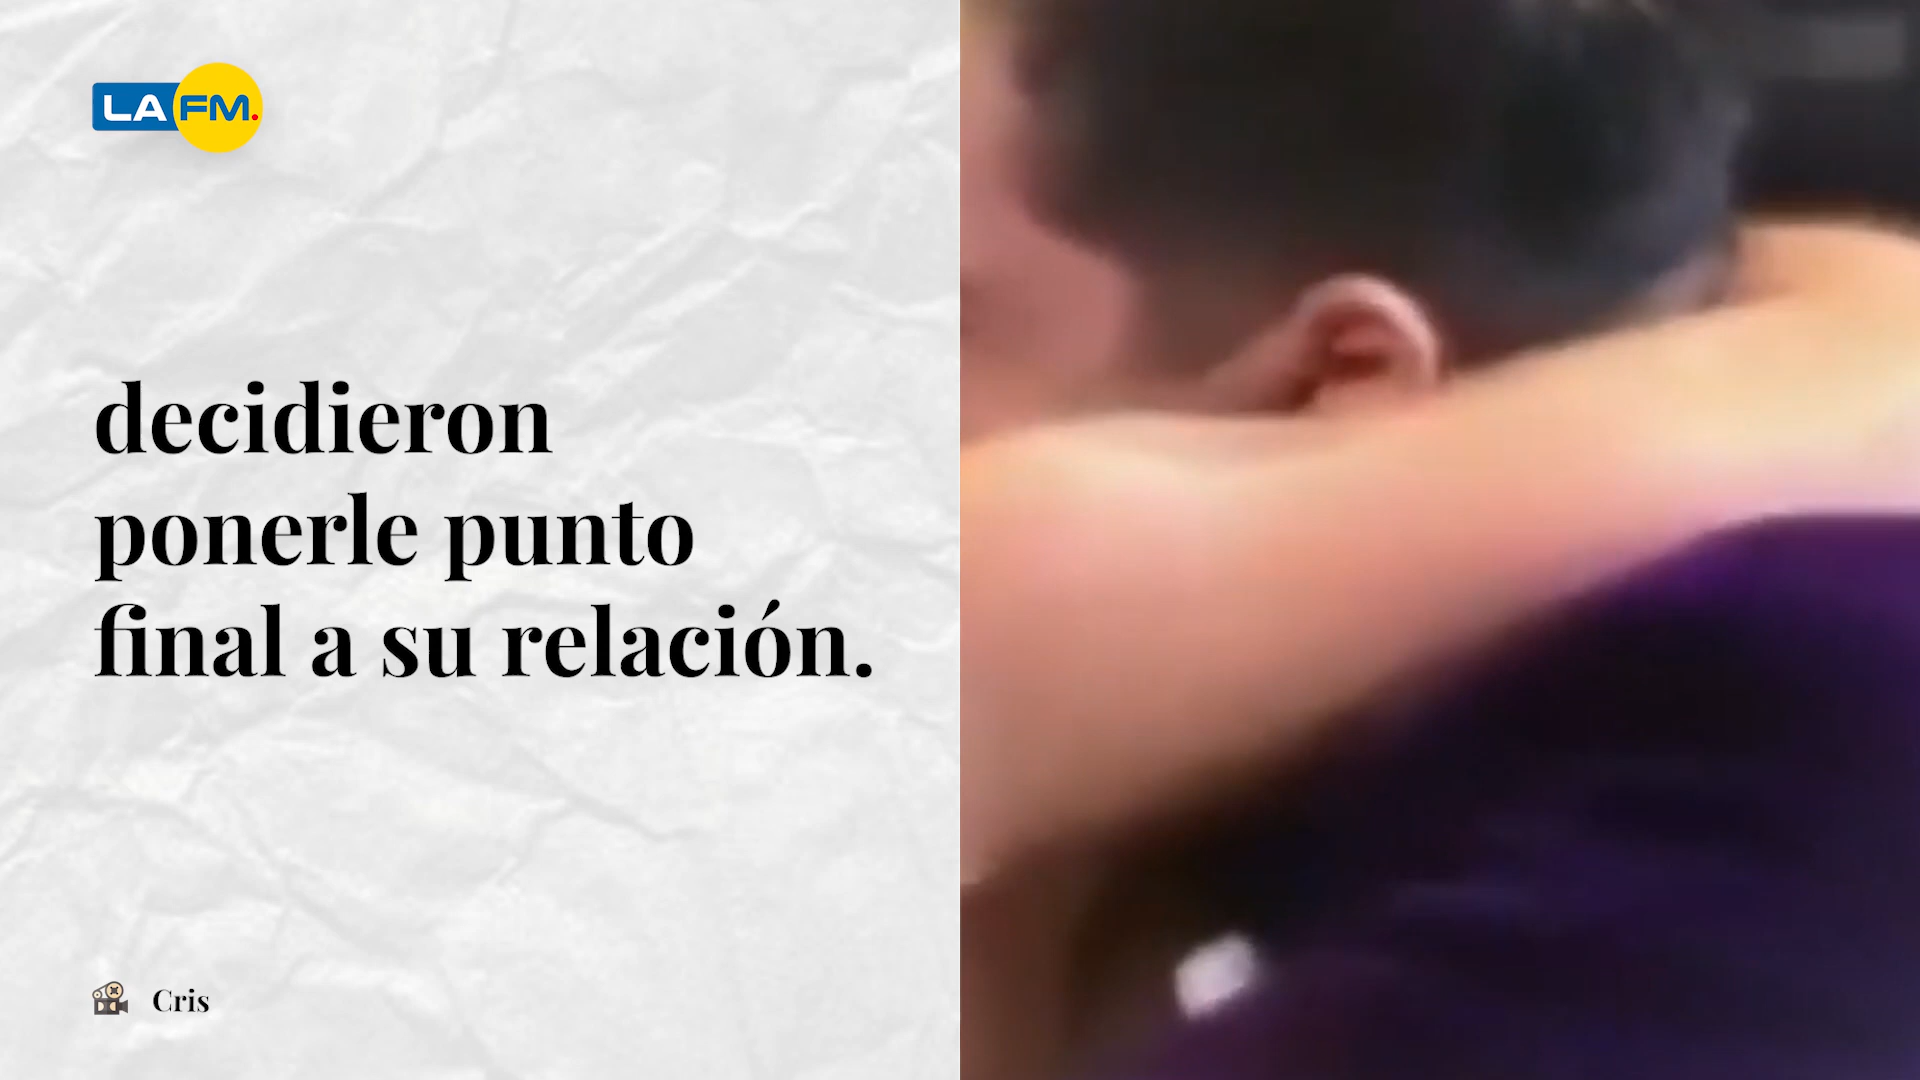 LA FM.
decidieron
ponerle punto
final a su relación.
Cris